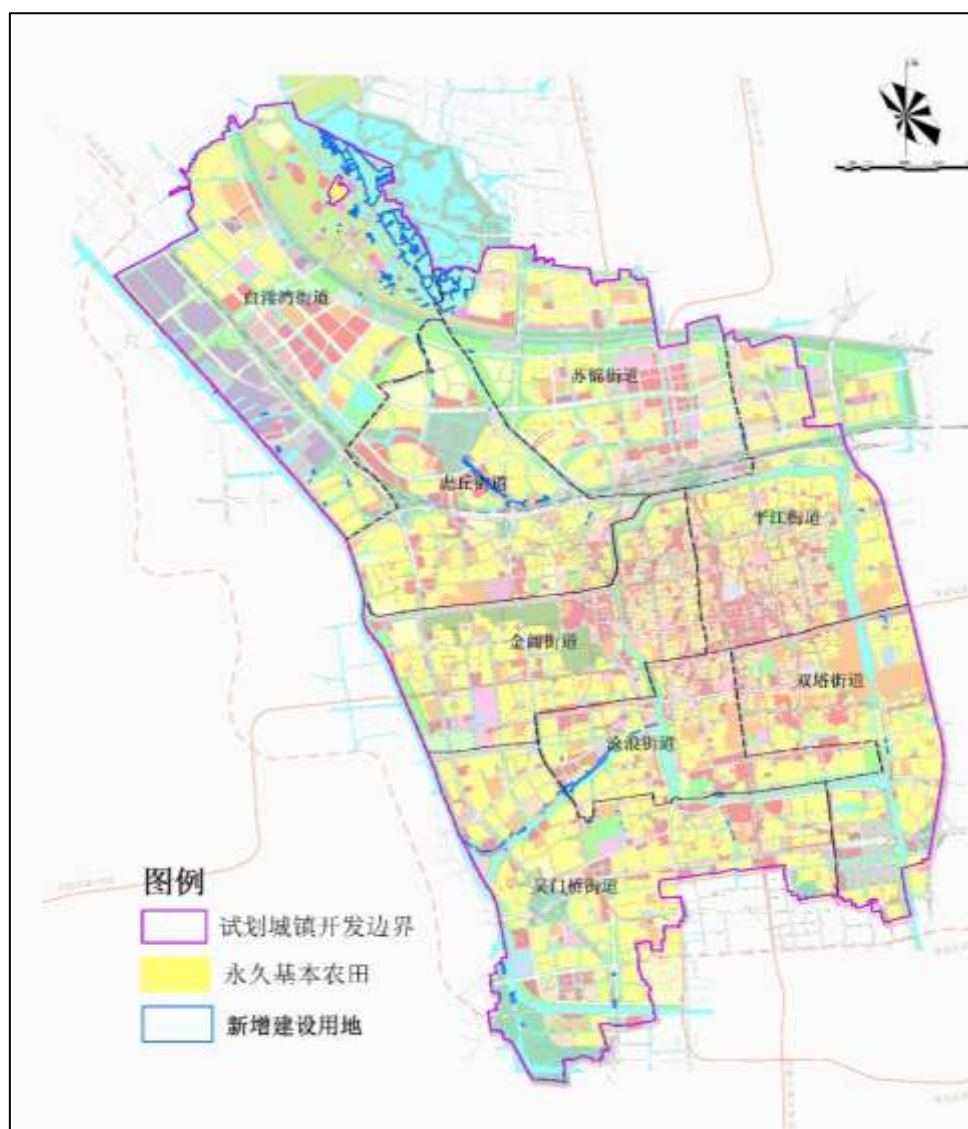 白洋湾街道
苏锦街道
虎丘街道
平江街道
金阊街道
双塔街道
沧浪街道
吴门桥街道
图例
试划城镇开发边界
永久基本农田
新增建设用地